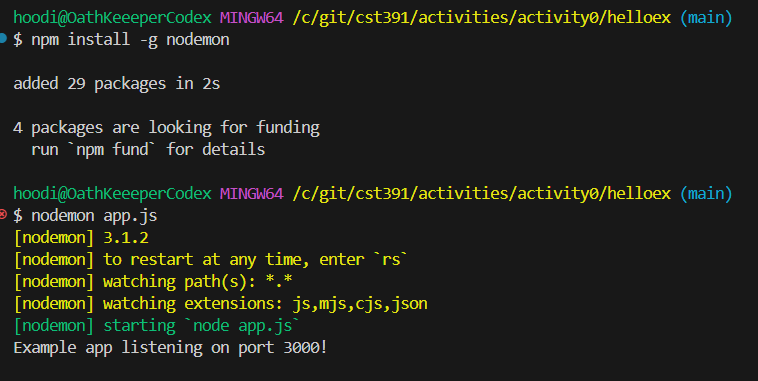 hoodi@OathKeeeperCodex MINGW64 /c/git/cst391/activities/activity0/helloex (main)
$ npm install -g nodemon
added 29 packages in 2s
4 packages are looking for funding
  run `npm fund` for details
hoodi@OathKeeeperCodex MINGW64 /c/git/cst391/activities/activity0/helloex (main)
$ nodemon app.js
[nodemon] 3.1.2
[nodemon] to restart at any time, enter `rs`
[nodemon] watching path(s): *.*
[nodemon] watching extensions: js,mjs,cjs,json
[nodemon] starting `node app.js`
Example app listening on port 3000!